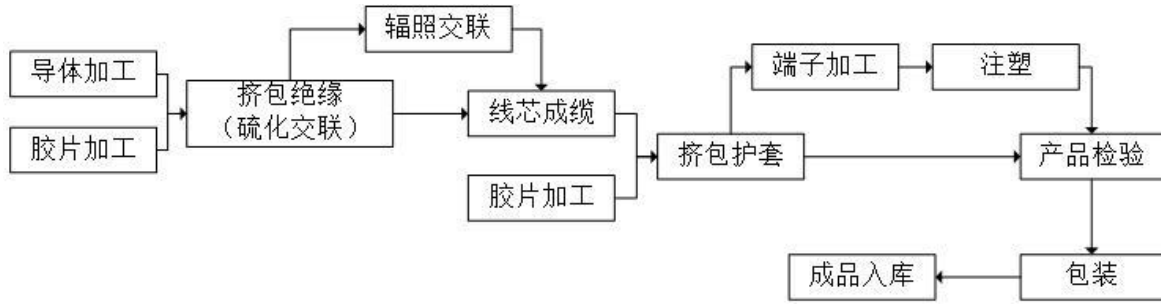 辐照交联
导体加工
挤包绝缘
（硫化交联）
胶片加工
线芯成缆
胶片加工
挤包护套
端子加工
注塑
产品检验
包装
成品入库